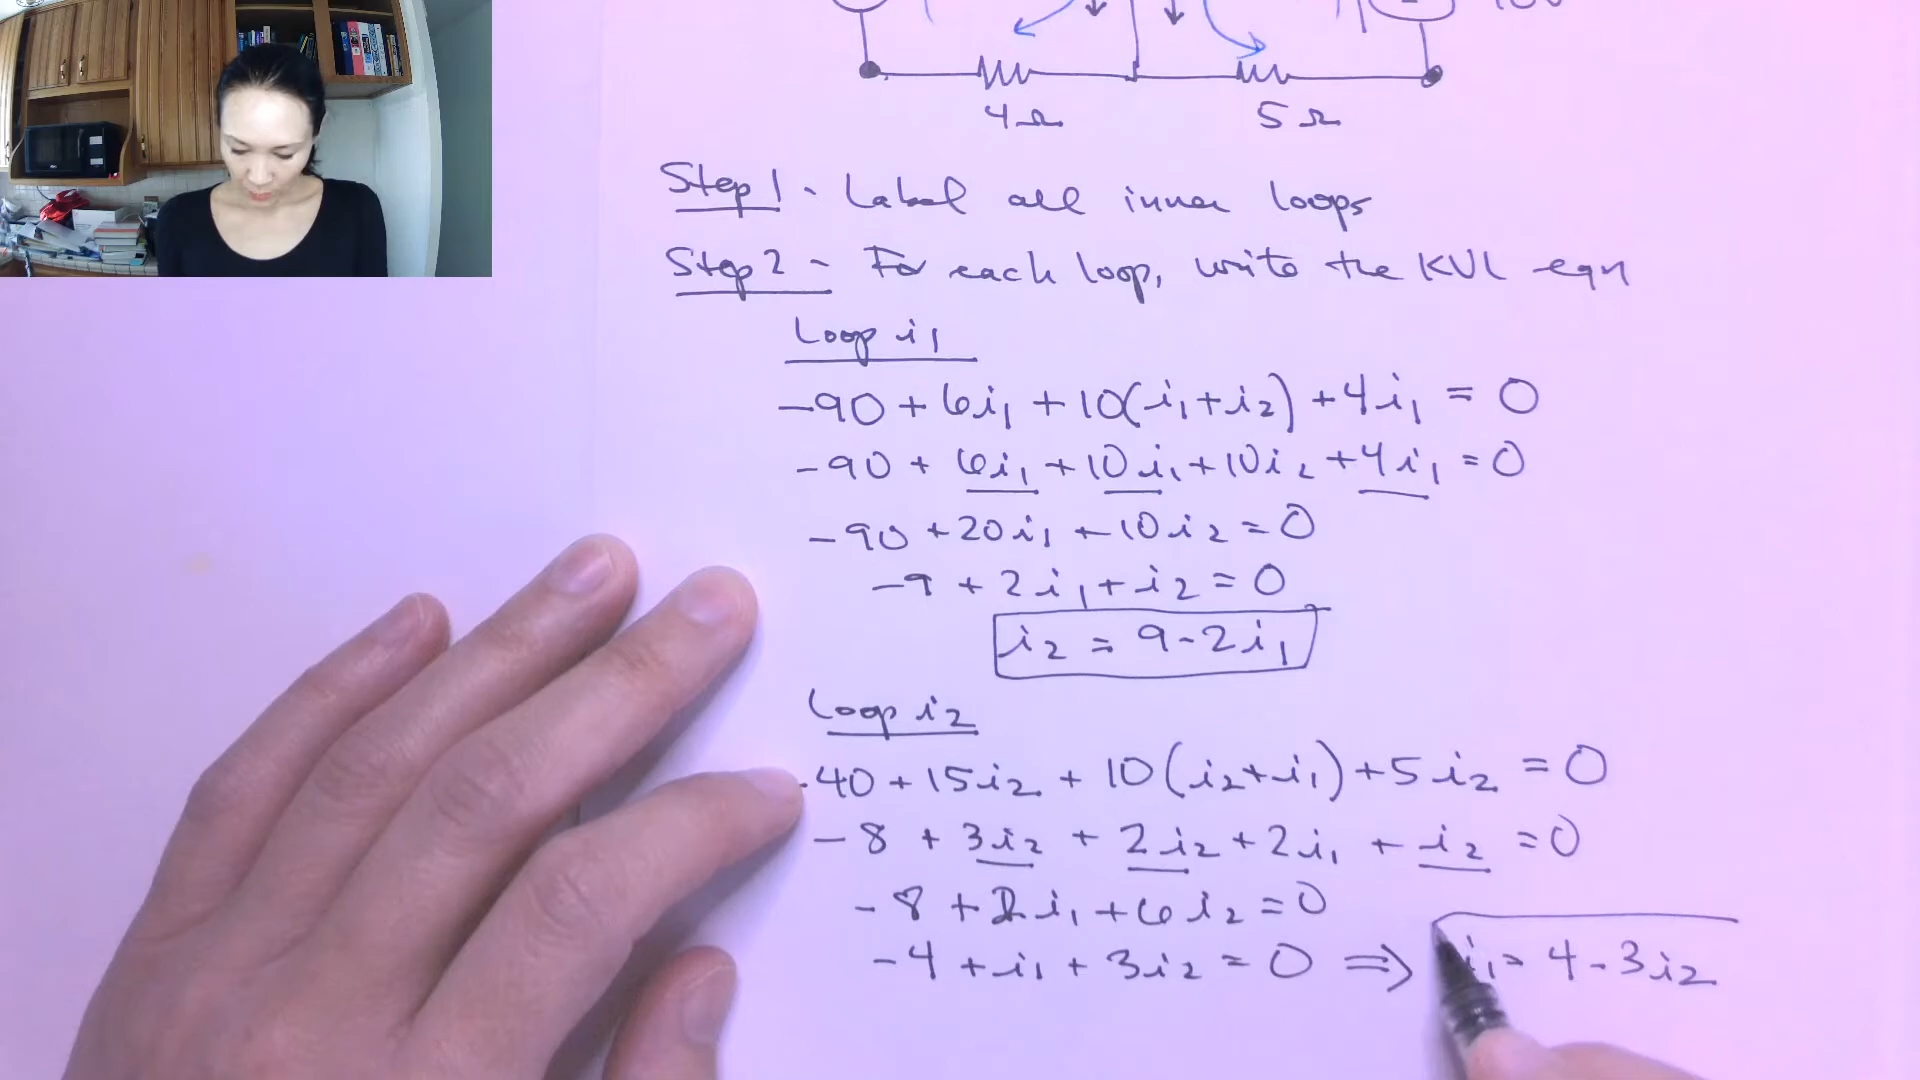 4Ω 5Ω
Step 1 - Label all inner loops
Step 2 - For each loop, write the KVL eqn
Loop i1
-90 + 6i1 + 10(i1+i2) + 4i1 = 0
-90 + 6i1 + 10i1 + 10i2 + 4i1 = 0
-90 + 20i1 + 10i2 = 0
-9 + 2i1 + i2 = 0
i2 = 9-2i1
Loop i2
-40 + 15i2 + 10(i2+i1) + 5i2 = 0
-8 + 3i2 + 2i2 + 2i1 + i2 = 0
-8 + 2i1 + 6i2 = 0
-4 + i1 + 3i2 = 0 ⇒ i1 = 4-3i2